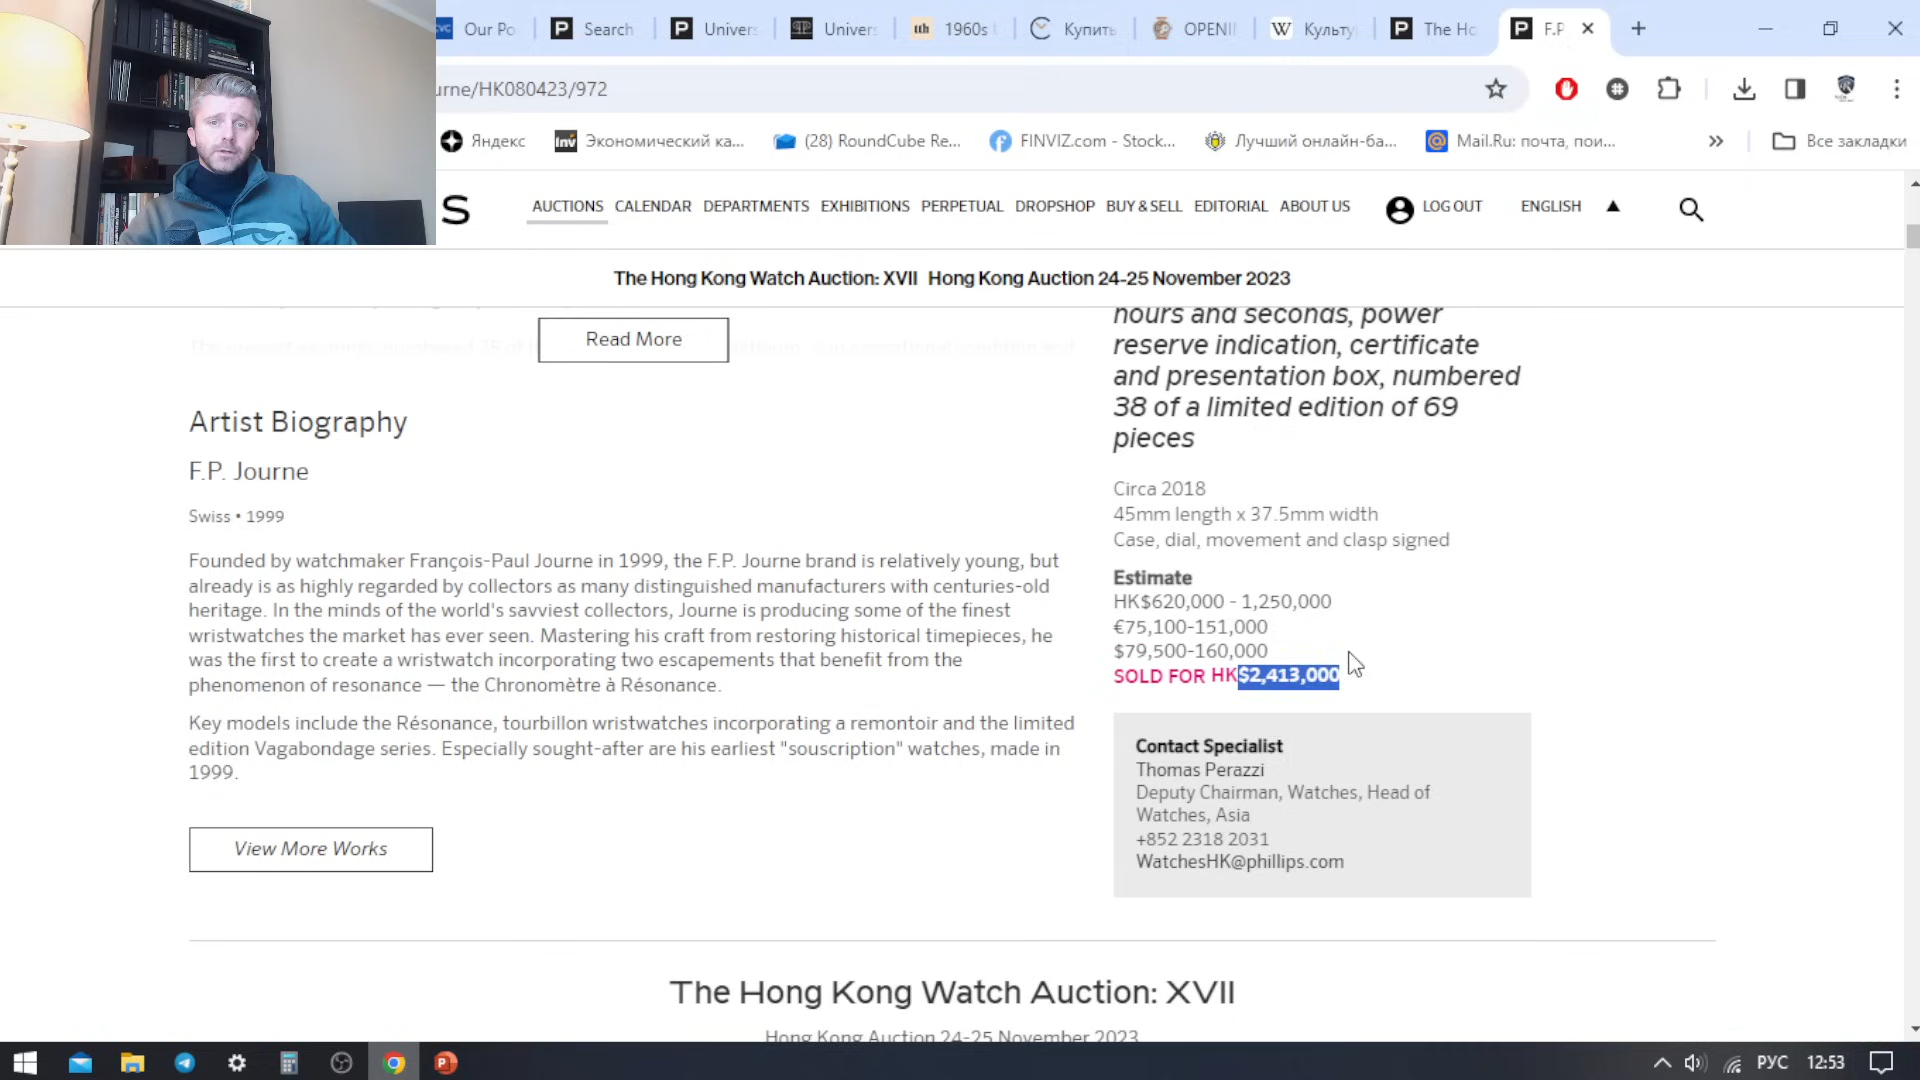 Our Po
Search
Univers
Univers
1960s
Купить
OPENI
Культу
The Ho
F.P
urne/HK080423/972
Яндекс
Inv Экономический ка...
(28) RoundCube Re...
FINVIZ.com - Stock...
Лучший онлайн-ба...
Mail.Ru: почта, пои...
»
Все закладки
S
AUCTIONS CALENDAR DEPARTMENTS EXHIBITIONS PERPETUAL DROPSHOP BUY & SELL EDITORIAL ABOUT US
LOG OUT
ENGLISH
The Hong Kong Watch Auction: XVII Hong Kong Auction 24-25 November 2023
Read More
Artist Biography
F.P. Journe
Swiss • 1999
Founded by watchmaker François-Paul Journe in 1999, the F.P. Journe brand is relatively young, but
already is as highly regarded by collectors as many distinguished manufacturers with centuries-old
heritage. In the minds of the world's savviest collectors, Journe is producing some of the finest
wristwatches the market has ever seen. Mastering his craft from restoring historical timepieces, he
was the first to create a wristwatch incorporating two escapements that benefit from the
phenomenon of resonance — the Chronomètre à Résonance.
Key models include the Résonance, tourbillon wristwatches incorporating a remontoir and the limited
edition Vagabondage series. Especially sought-after are his earliest "souscription" watches, made in
1999.
View More Works
hours and seconds, power
reserve indication, certificate
and presentation box, numbered
38 of a limited edition of 69
pieces
Circa 2018
45mm length x 37.5mm width
Case, dial, movement and clasp signed
Estimate
HK$620,000 - 1,250,000
€75,100-151,000
$79,500-160,000
SOLD FOR HK$2,413,000
Contact Specialist
Thomas Perazzi
Deputy Chairman, Watches, Head of
Watches, Asia
+852 2318 2031
WatchesHK@phillips.com
The Hong Kong Watch Auction: XVII
Hong Kong Auction 24-25 November 2023
РУС
12:53